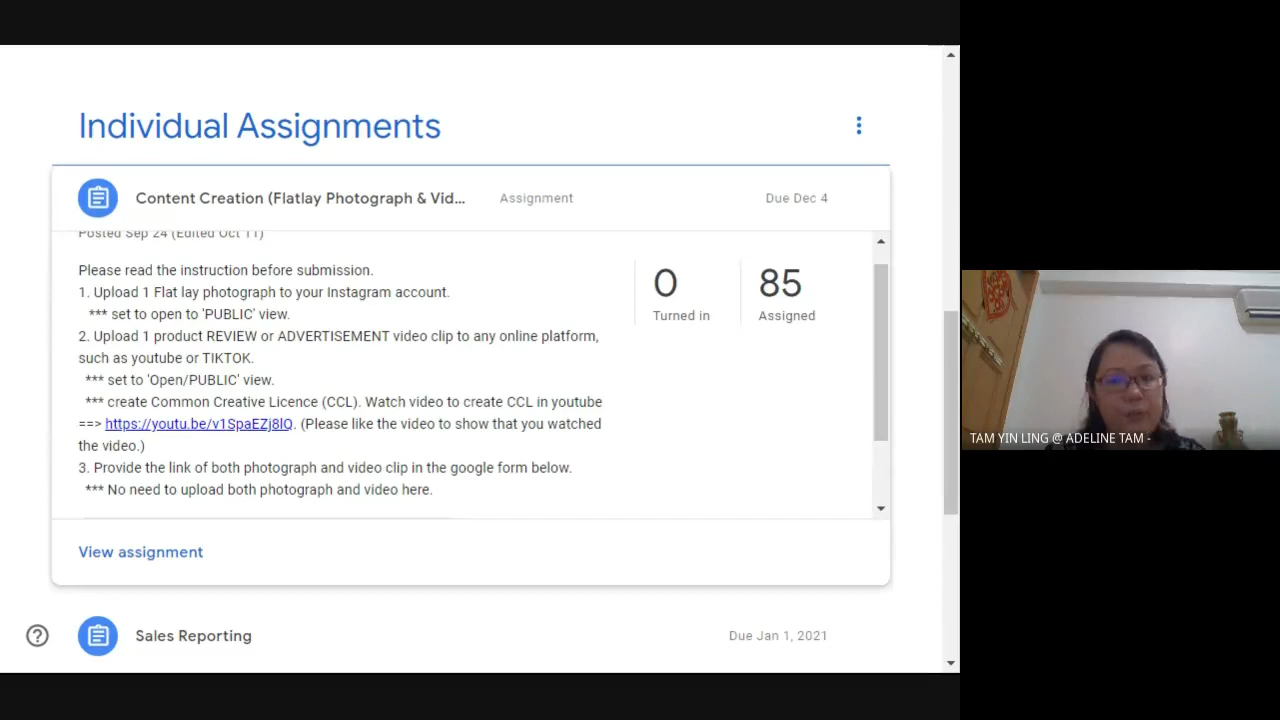 Individual Assignments
Content Creation (Flatlay Photograph & Vid... Assignment Due Dec 4
Posted Sep 24 (Edited Oct 11)
Please read the instruction before submission.
1. Upload 1 Flat lay photograph to your Instagram account.
*** set to open to 'PUBLIC' view.
2. Upload 1 product REVIEW or ADVERTISEMENT video clip to any online platform,
such as youtube or TIKTOK.
*** set to 'Open/PUBLIC' view.
*** create Common Creative Licence (CCL). Watch video to create CCL in youtube
==> https://youtu.be/v1SpaEZj8lQ. (Please like the video to show that you watched
the video.)
3. Provide the link of both photograph and video clip in the google form below.
*** No need to upload both photograph and video here.
0 85
Turned in Assigned
View assignment
Sales Reporting Due Jan 1, 2021
TAM YIN LING @ ADELINE TAM -